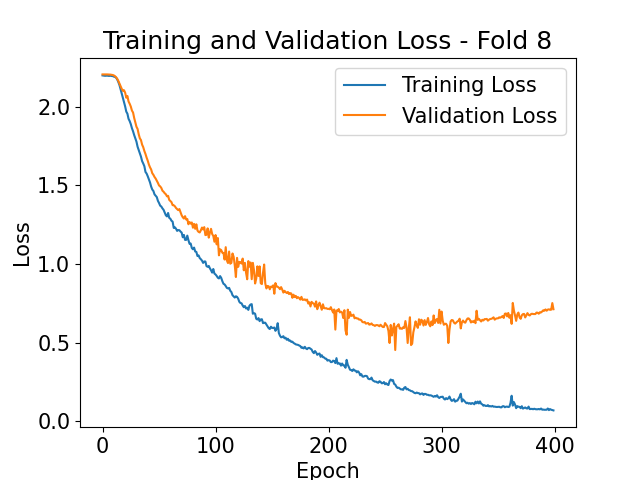 Training and Validation Loss - Fold 8
Training Loss
Validation Loss
Loss
2.0
1.5
1.0
0.5
0.0
0
100
200
300
400
Epoch